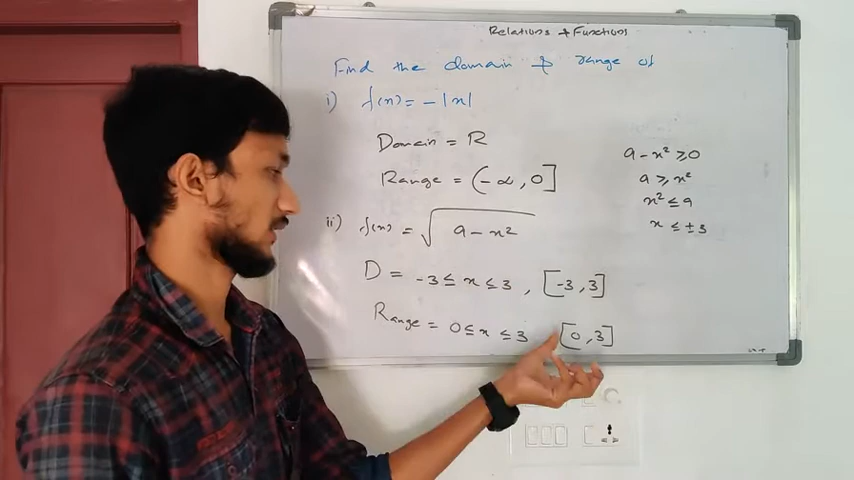 Relations & Functions
Find the domain & range of
i) f(x) = -|x|
Domain = R
Range = (-∞, 0]
ii) f(x) = √9 - x²
D = -3 ≤ x ≤ 3 , [-3, 3]
Range = 0 ≤ x ≤ 3 [0, 3]
9 - x² ≥ 0
9 ≥ x²
x² ≤ 9
x ≤ ±3